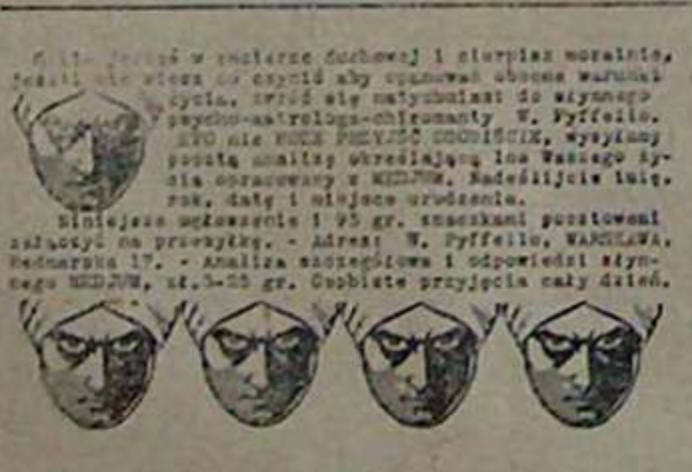 jesteś w rozterce duchowej i cierpisz moralnie,
jeżeli nie wiesz co czynić aby opanować obecne warunki
życia, zwróć się natychmiast do słynnego
psycho-astrologa-chiromanty W. Pyffello.
KTO nie MOŻE PRZYJŚĆ OSOBIŚCIE, wysyłamy
pocztą analizę określającą los Waszego ży-
cia opracowany z MEDJUM. Nadeślijcie imię,
rok, datę i miejsce urodzenia.
Niniejsze ogłoszenie i 95 gr. znaczkami pocztowemi
załączyć na przesyłkę. - Adres: W. Pyffello, WARSZAWA,
Bednarska 17. - Analiza szczegółowa i odpowiedzi słyn-
nego MEDJUM, zł.3-25 gr. Osobiste przyjęcia cały dzień.